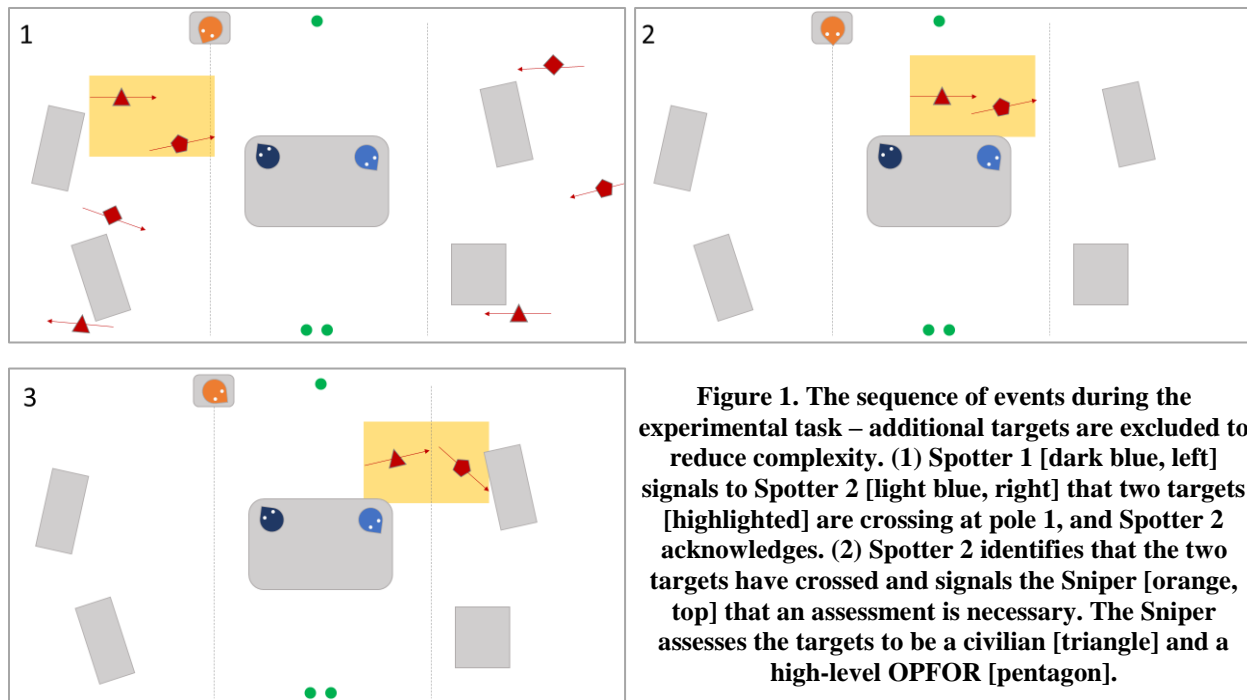 1
2
3
Figure 1. The sequence of events during the
experimental task – additional targets are excluded to
reduce complexity. (1) Spotter 1 [dark blue, left]
signals to Spotter 2 [light blue, right] that two targets
[highlighted] are crossing at pole 1, and Spotter 2
acknowledges. (2) Spotter 2 identifies that the two
targets have crossed and signals the Sniper [orange,
top] that an assessment is necessary. The Sniper
assesses the targets to be a civilian [triangle] and a
high-level OPFOR [pentagon].